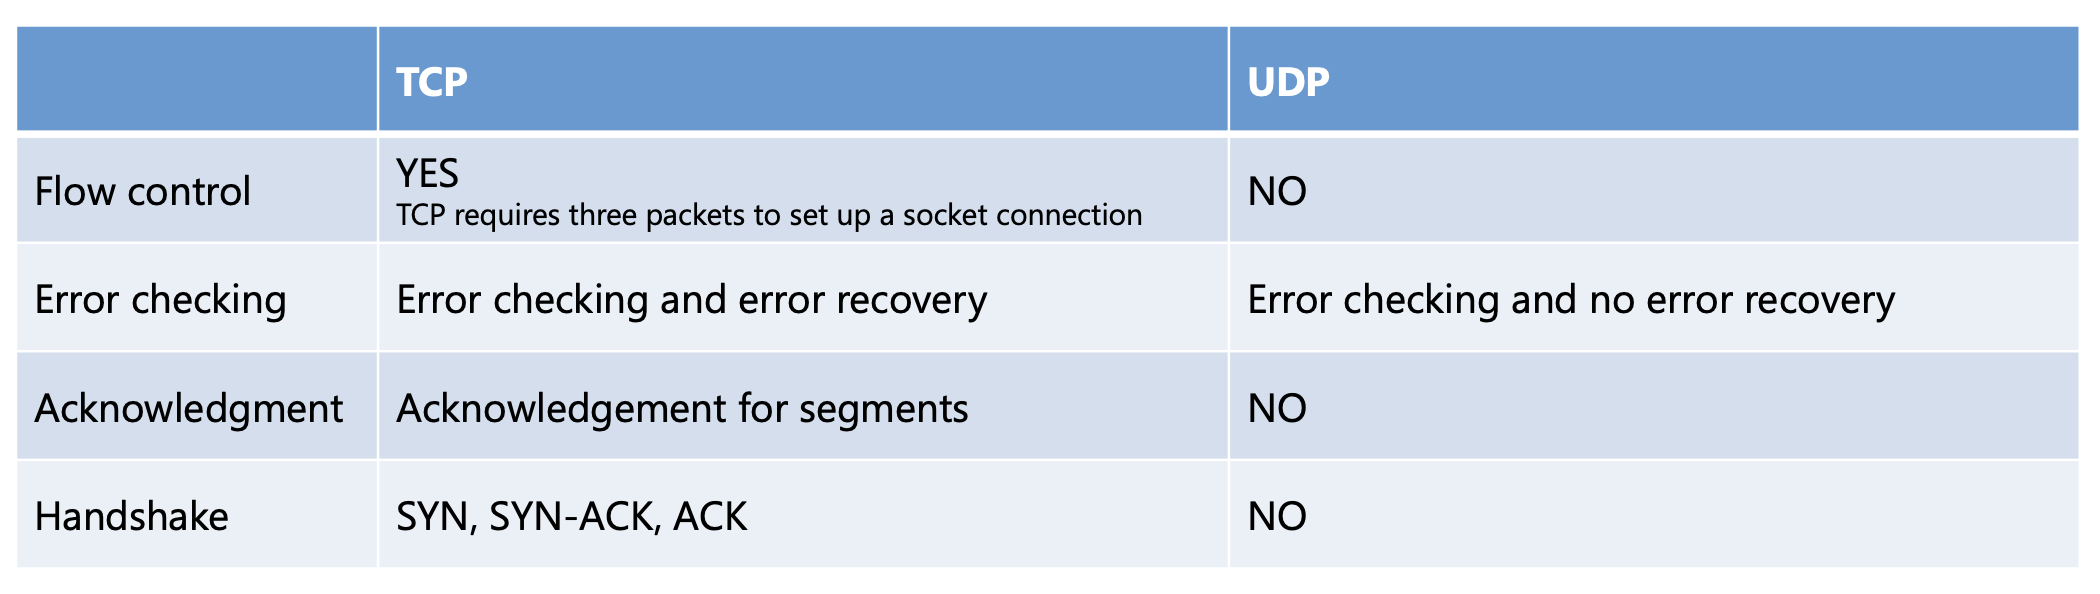 TCP
UDP
Flow control
YES
TCP requires three packets to set up a socket connection
NO
Error checking
Error checking and error recovery
Error checking and no error recovery
Acknowledgment
Acknowledgement for segments
NO
Handshake
SYN, SYN-ACK, ACK
NO